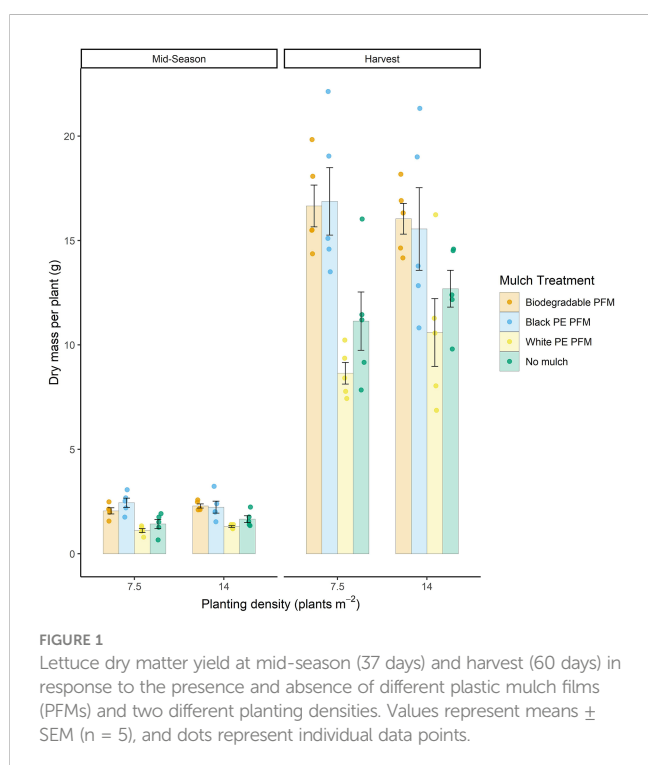 Mid-Season
Harvest
Dry mass per plant (g)
20
15
10
5
0
7.5
14
7.5
14
Planting density (plants m⁻²)
Mulch Treatment
Biodegradable PFM
Black PE PFM
White PE PFM
No mulch
FIGURE 1
Lettuce dry matter yield at mid-season (37 days) and harvest (60 days) in
response to the presence and absence of different plastic mulch films
(PFMs) and two different planting densities. Values represent means ±
SEM (n = 5), and dots represent individual data points.